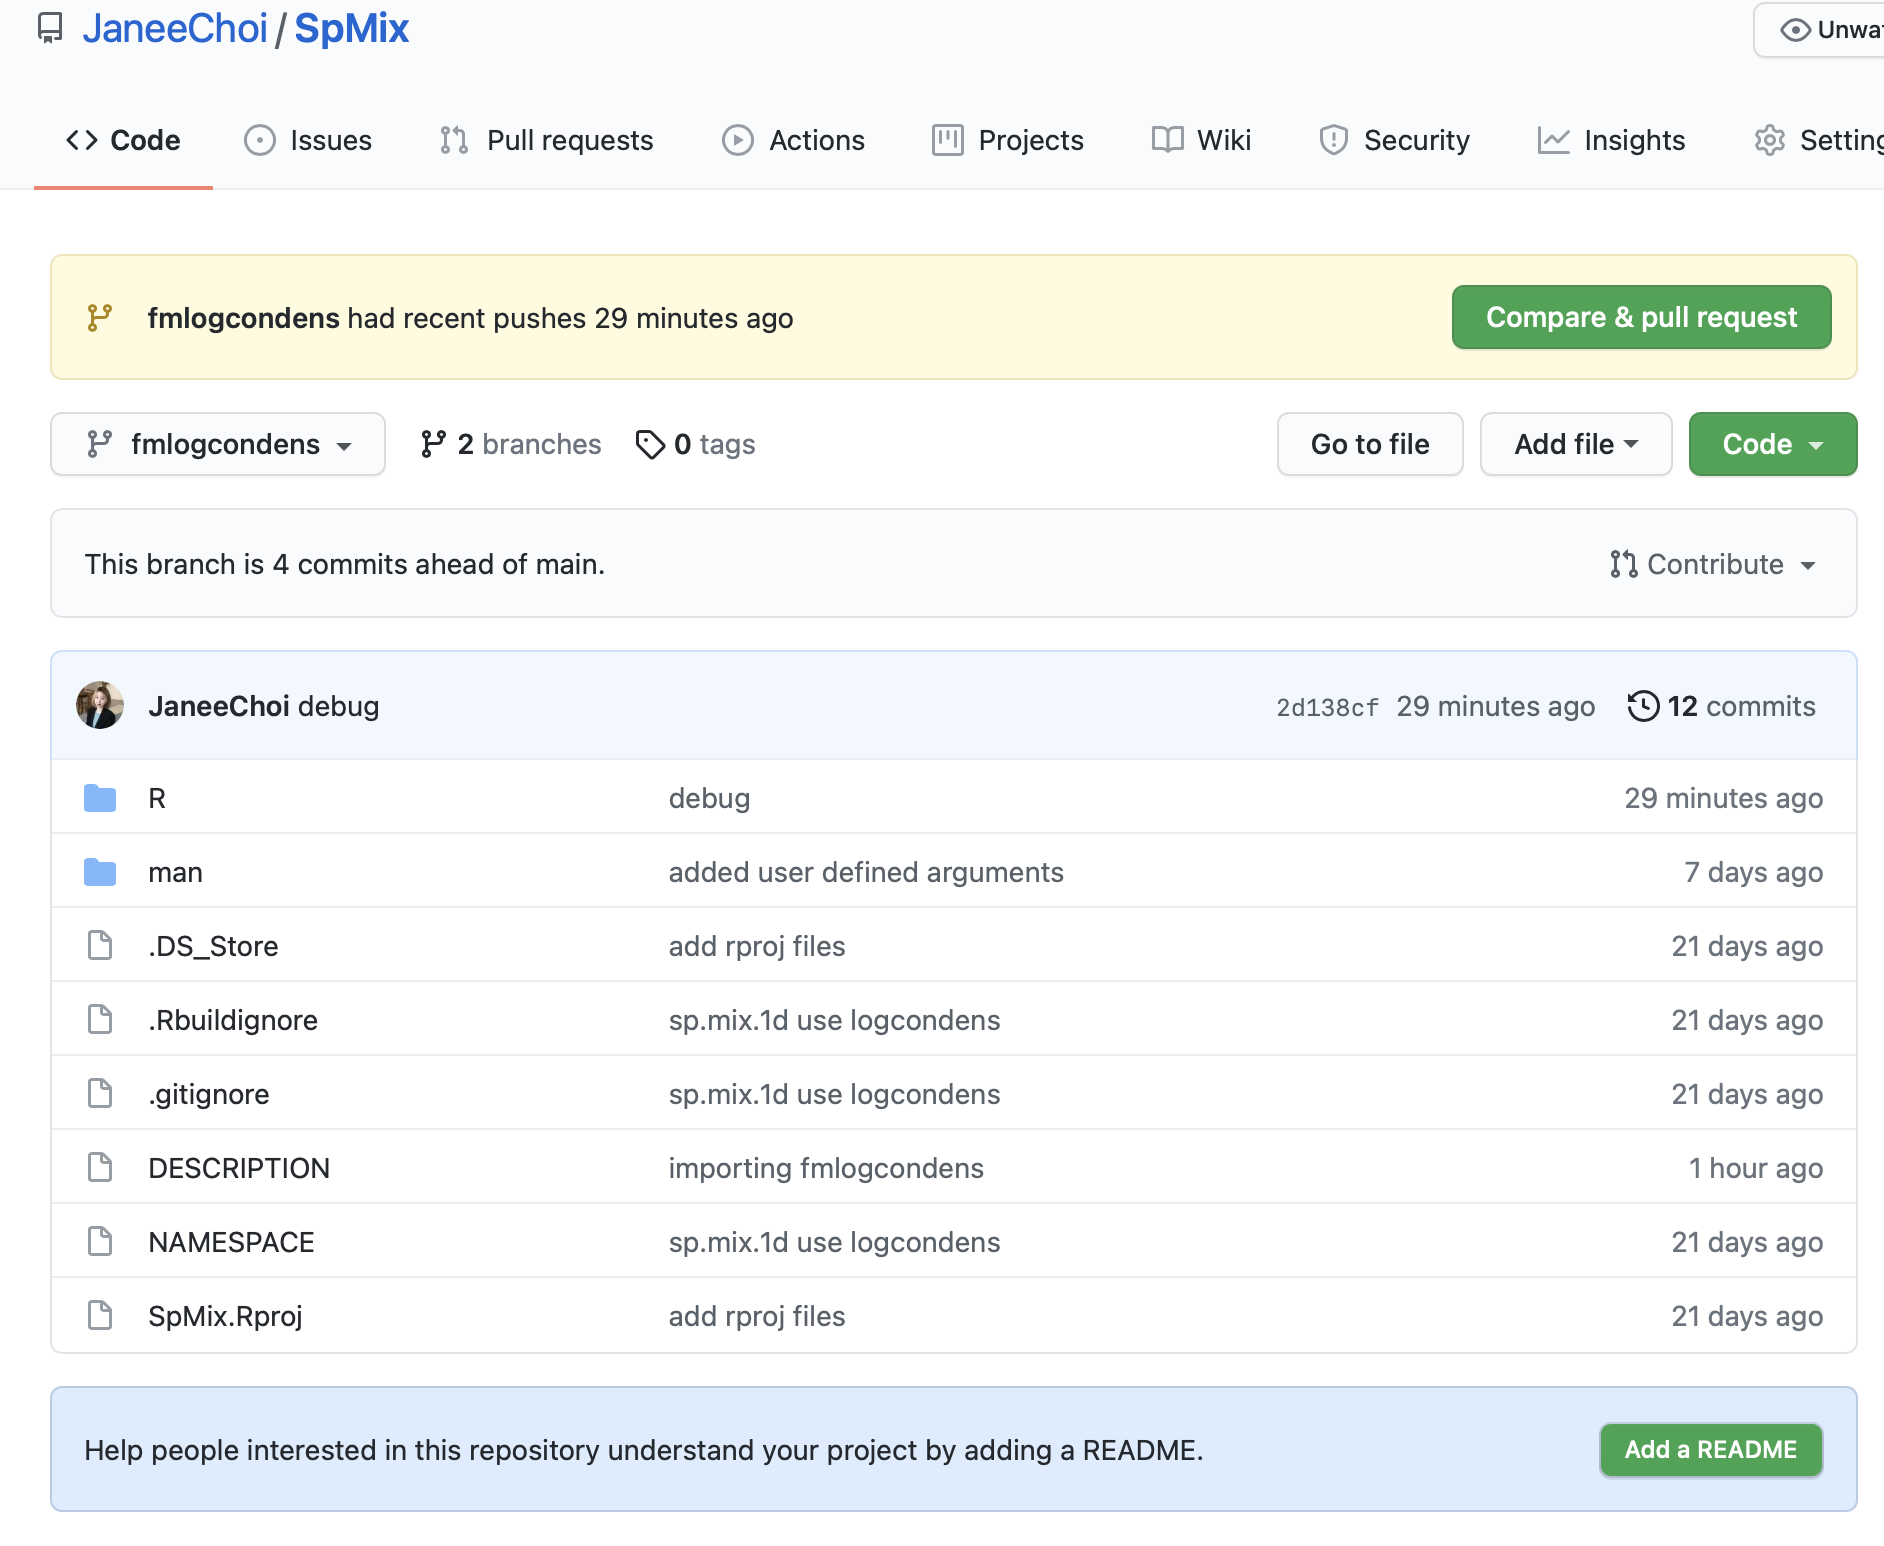 JaneeChoi / SpMix
Unwa
Code Issues Pull requests Actions Projects Wiki Security Insights Setting
fmlogcondens had recent pushes 29 minutes ago Compare & pull request
fmlogcondens 2 branches 0 tags Go to file Add file Code
This branch is 4 commits ahead of main. Contribute
JaneeChoi debug 2d138cf 29 minutes ago 12 commits
R debug 29 minutes ago
man added user defined arguments 7 days ago
.DS_Store add rproj files 21 days ago
.Rbuildignore sp.mix.1d use logcondens 21 days ago
.gitignore sp.mix.1d use logcondens 21 days ago
DESCRIPTION importing fmlogcondens 1 hour ago
NAMESPACE sp.mix.1d use logcondens 21 days ago
SpMix.Rproj add rproj files 21 days ago
Help people interested in this repository understand your project by adding a README. Add a README